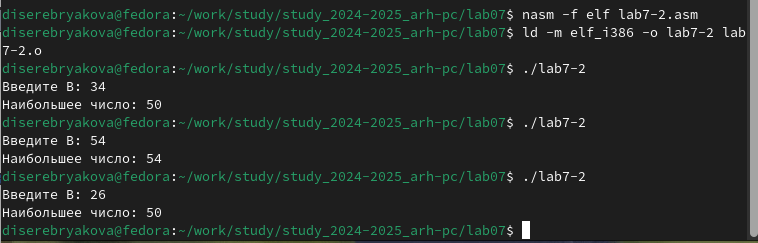 diserebryakova@fedora:~/work/study/study_2024-2025_arh-pc/lab07$ nasm -f elf lab7-2.asm
diserebryakova@fedora:~/work/study/study_2024-2025_arh-pc/lab07$ ld -m elf_i386 -o lab7-2 lab
7-2.o
diserebryakova@fedora:~/work/study/study_2024-2025_arh-pc/lab07$ ./lab7-2
Введите B: 34
Наибольшее число: 50
diserebryakova@fedora:~/work/study/study_2024-2025_arh-pc/lab07$ ./lab7-2
Введите B: 54
Наибольшее число: 54
diserebryakova@fedora:~/work/study/study_2024-2025_arh-pc/lab07$ ./lab7-2
Введите B: 26
Наибольшее число: 50
diserebryakova@fedora:~/work/study/study_2024-2025_arh-pc/lab07$